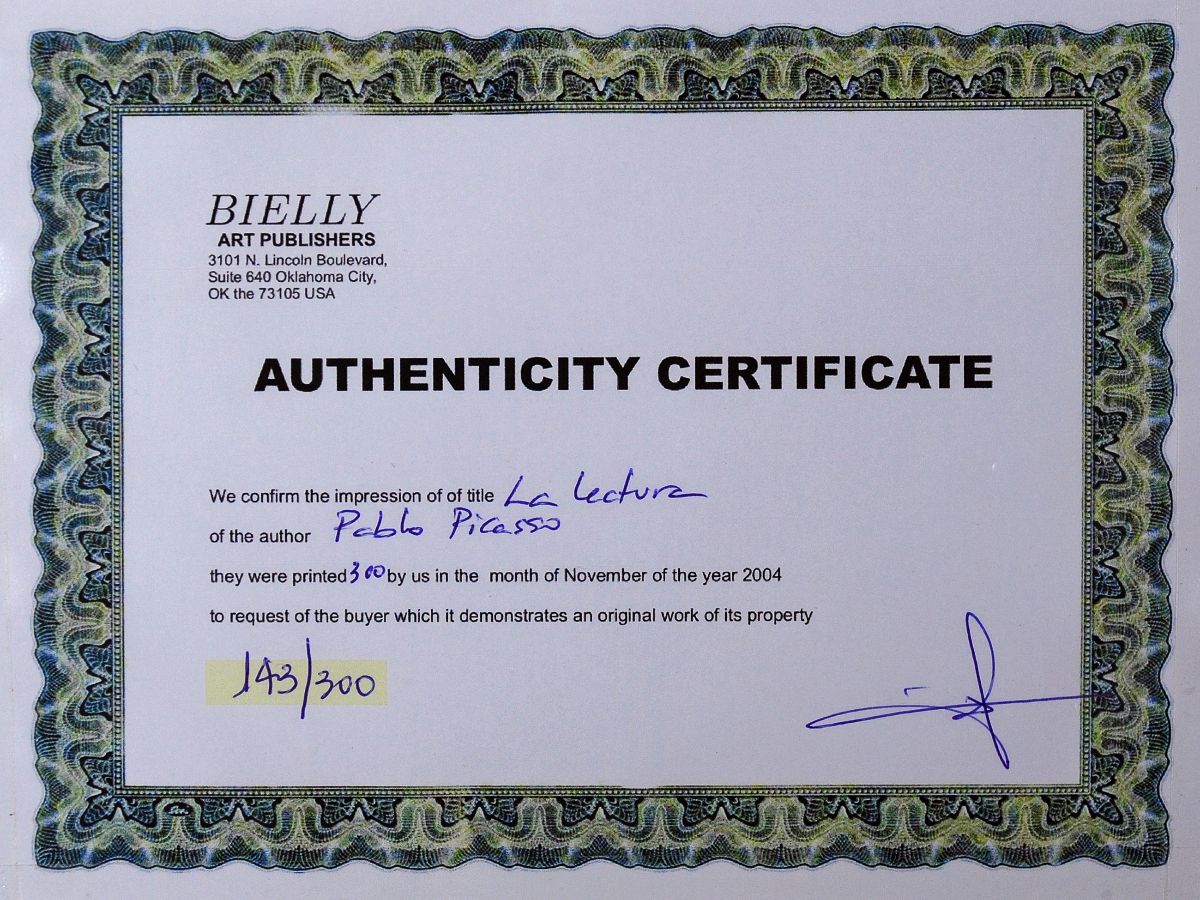 BIELLY
ART PUBLISHERS
3101 N. Lincoln Boulevard,
Suite 640 Oklahoma City,
OK the 73105 USA
AUTHENTICITY CERTIFICATE
We confirm the impression of of title La Lectura
of the author Pablo Picasso
they were printed 300 by us in the month of November of the year 2004
to request of the buyer which it demonstrates an original work of its property
143/300